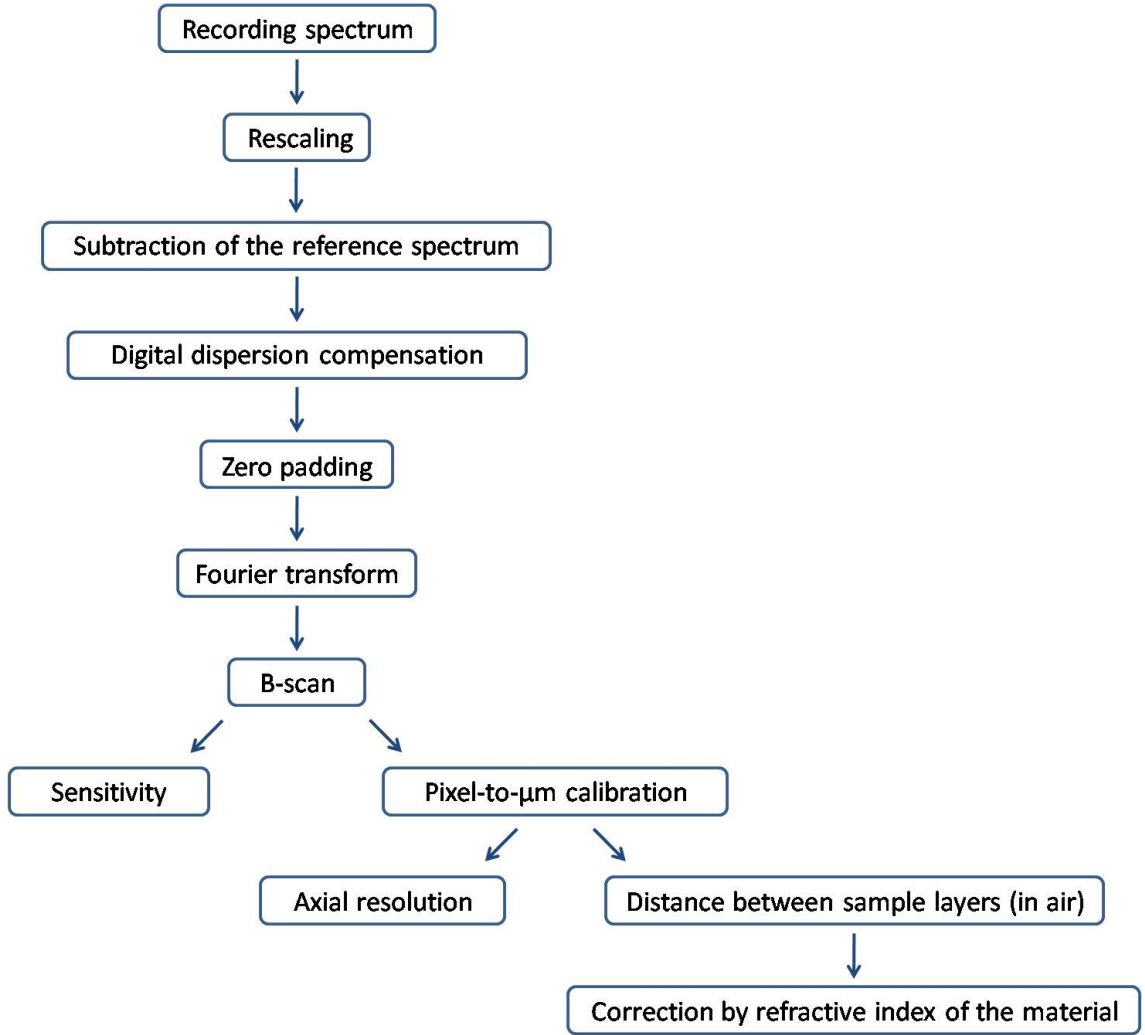 Recording spectrum
Rescaling
Subtraction of the reference spectrum
Digital dispersion compensation
Zero padding
Fourier transform
B-scan
Sensitivity
Pixel-to-µm calibration
Axial resolution
Distance between sample layers (in air)
Correction by refractive index of the material